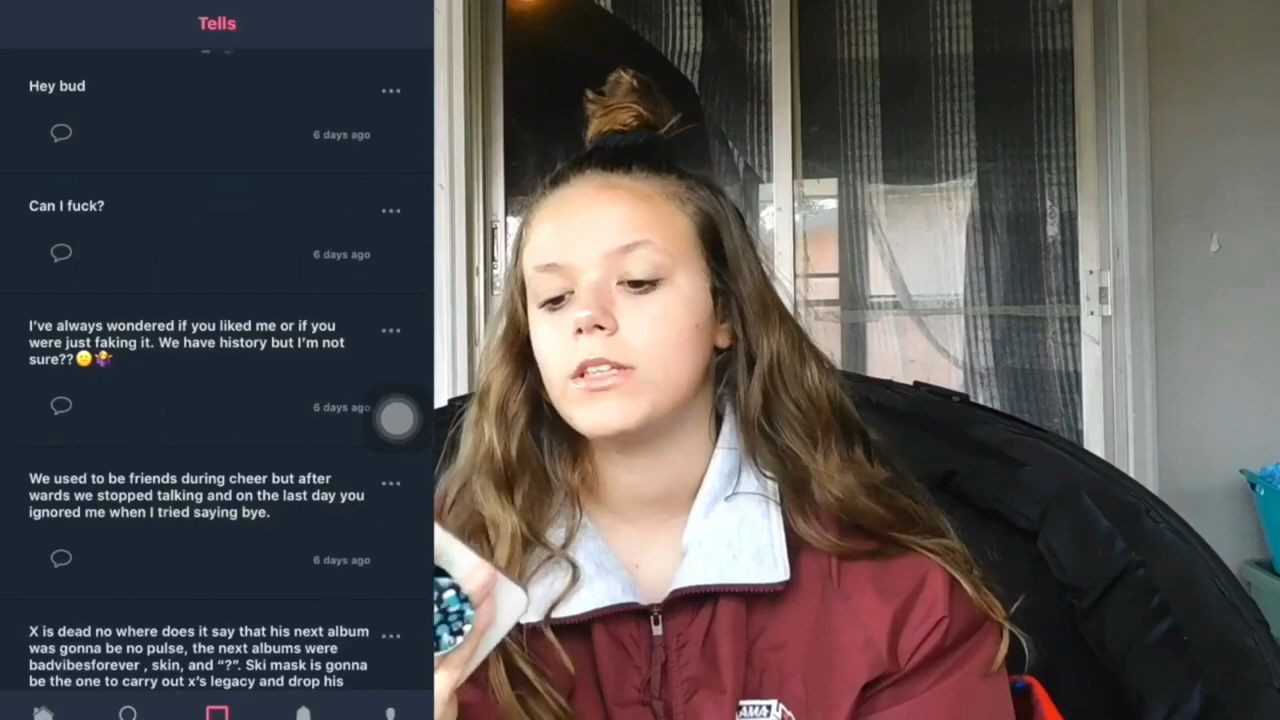 Tells
Hey bud
6 days ago
Can I fuck?
6 days ago
I've always wondered if you liked me or if you
were just faking it. We have history but I'm not
sure??😐🤷‍♀️
6 days ago
We used to be friends during cheer but after
wards we stopped talking and on the last day you
ignored me when I tried saying bye.
6 days ago
X is dead no where does it say that his next album
was gonna be no pulse, the next albums were
badvibesforever , skin, and “?”. Ski mask is gonna
be the one to carry out x's legacy and drop his
AMA